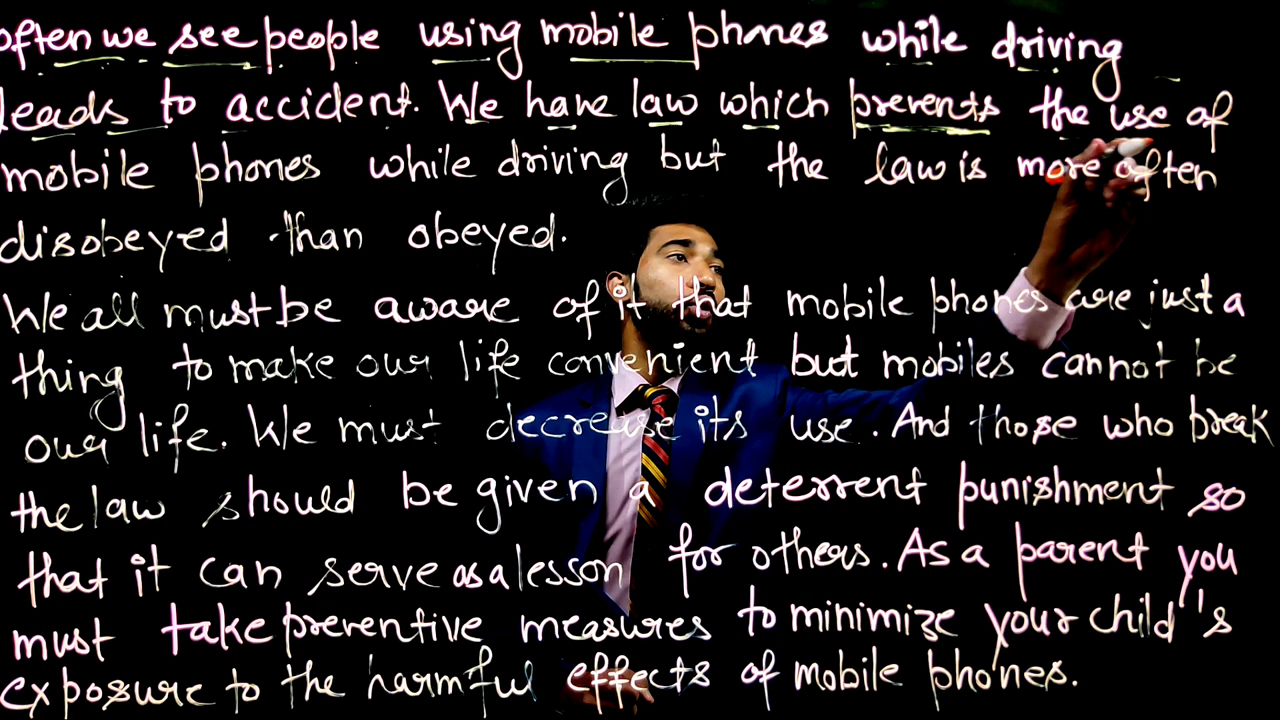 often we see people using mobile phones while driving
leads to accident. We have law which prevents the use of
mobile phones while driving but the law is more often
disobeyed than obeyed.
We all must be aware of it that mobile phones are just a
thing to make our life convenient but mobiles cannot be
our life. We must decrease its use. And those who break
the law should be given a deterrent punishment so
that it can serve as a lesson for others. As a parent you
must take preventive measures to minimize your child's
exposure to the harmful effects of mobile phones.